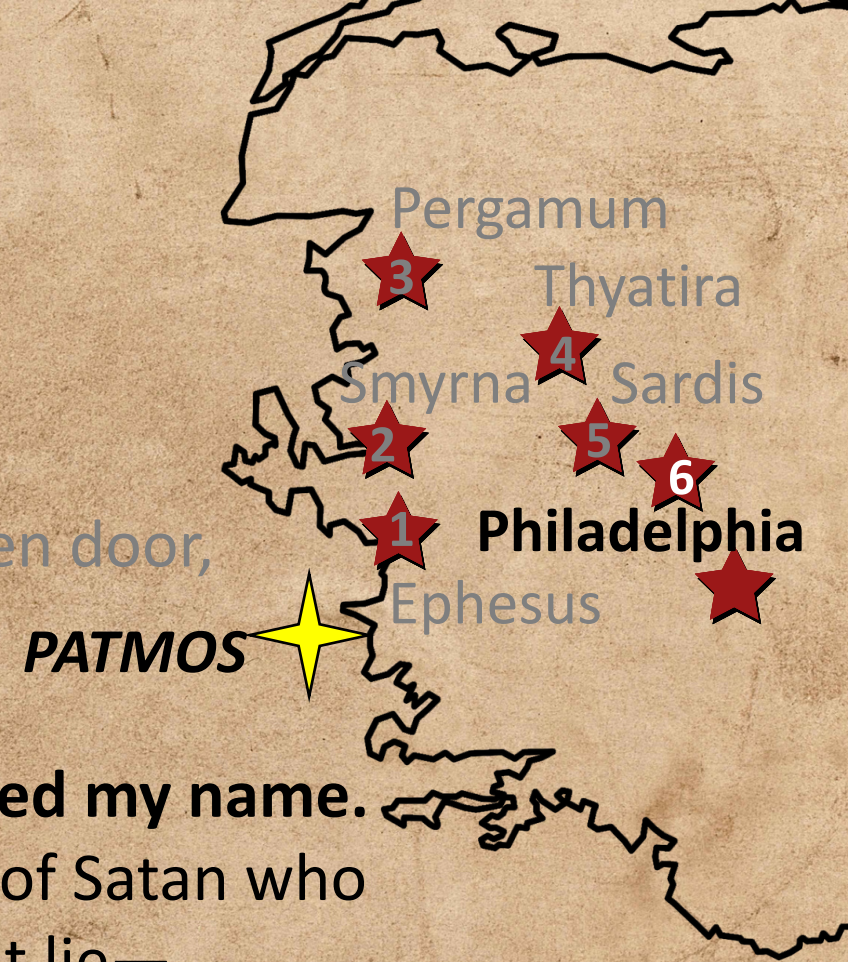 Pergamum
3
Thyatira
4
Smyrna
Sardis
2
5
6
1
Philadelphia
en door,
Ephesus
PATMOS
ed my name.
of Satan who
t lie—